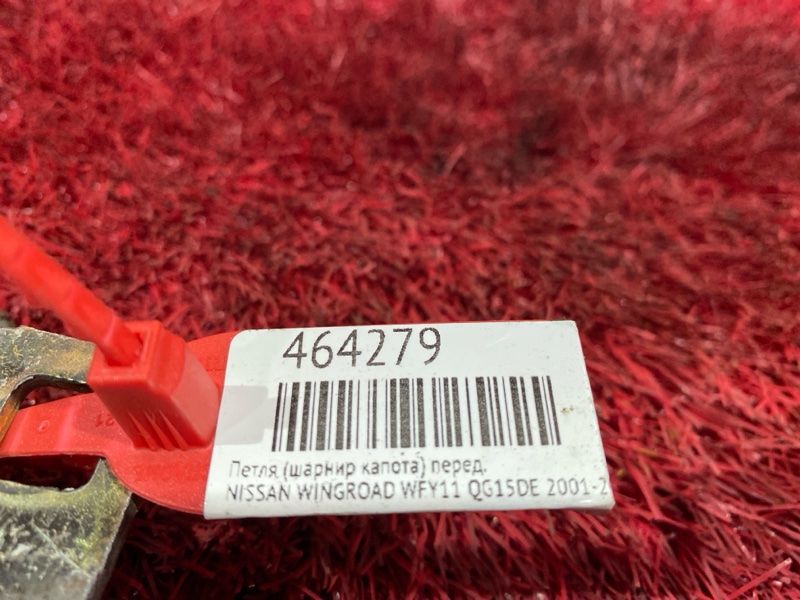 464279
Петля (шарнир капота) перед.
NISSAN WINGROAD WFY11 QG15DE 2001-2